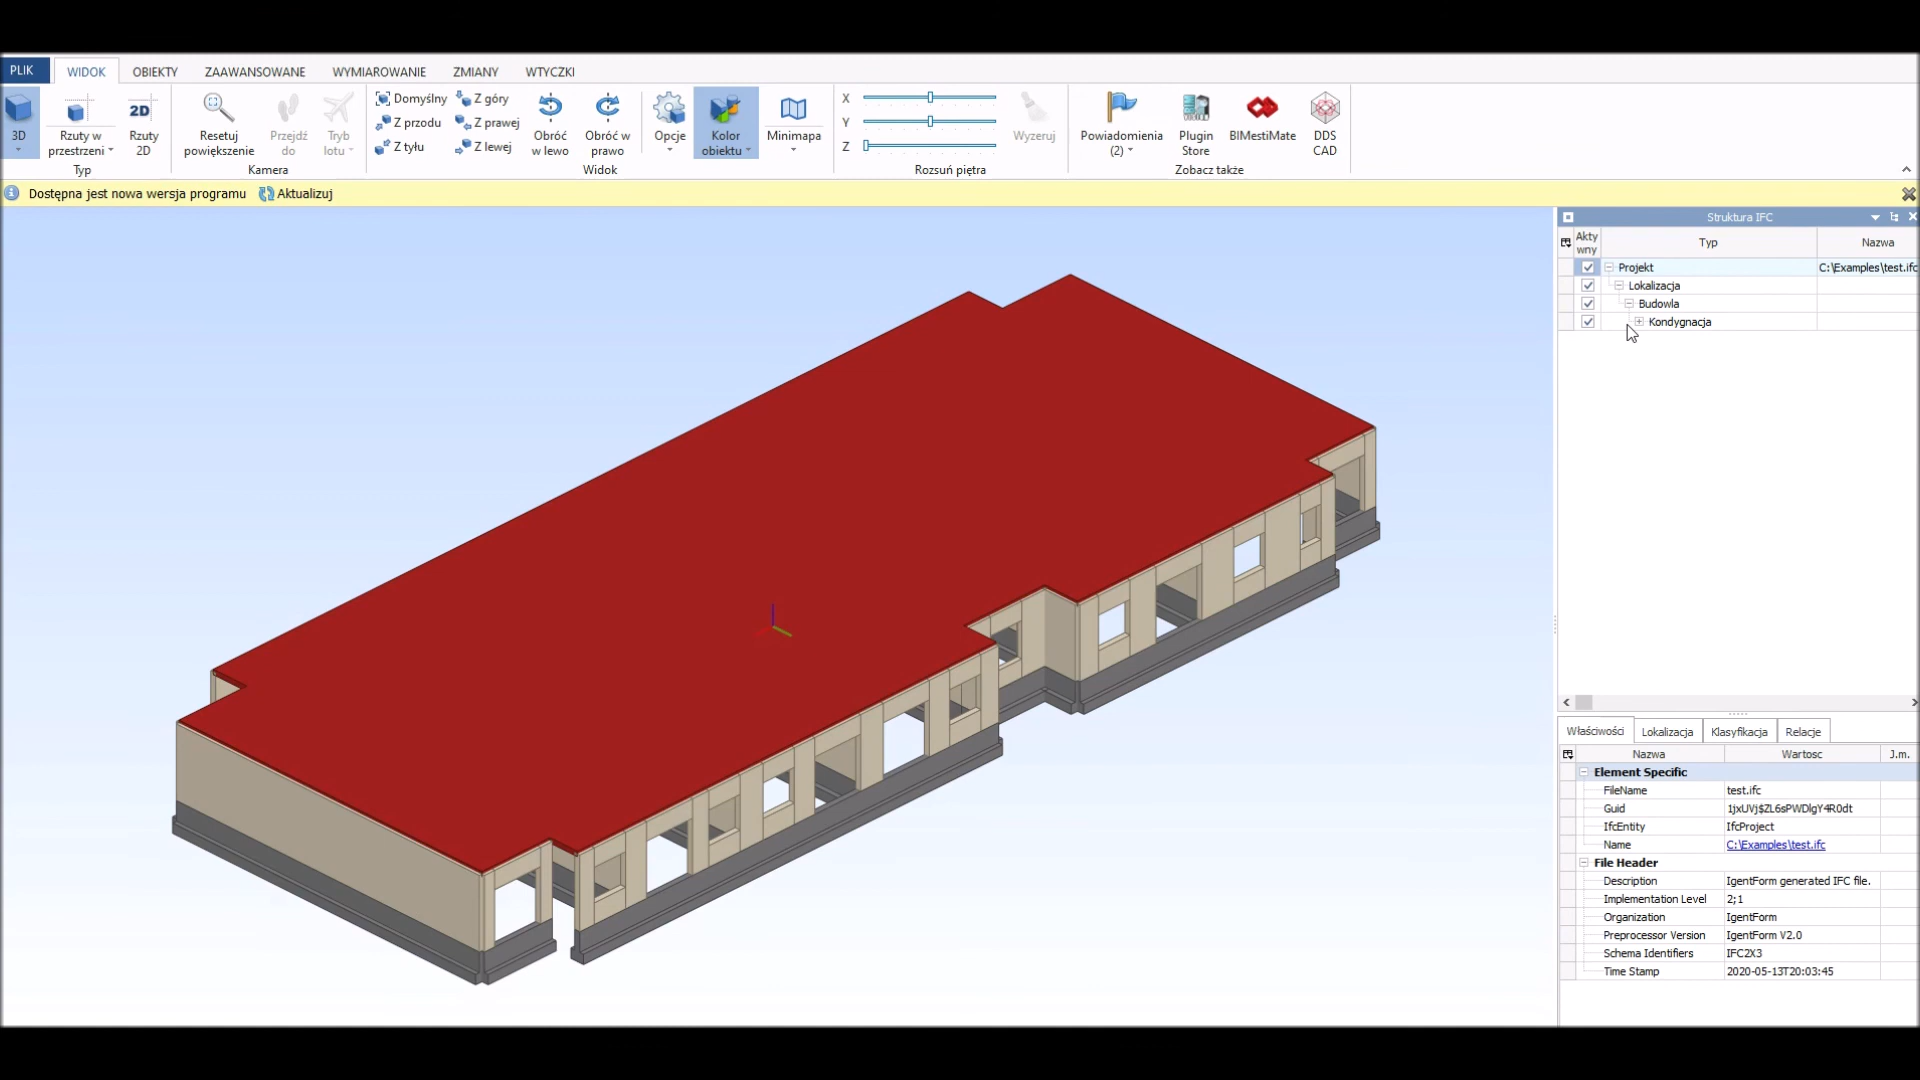 PLIK WIDOK OBIEKTY ZAAWANSOWANE WYMIAROWANIE ZMIANY WTYCZKI
3D
Rzuty w przestrzeni
Rzuty 2D
Typ
Resetuj powiększenie
Przejdź do
Tryb lotu
Kamera
Domyślny
Z przodu
Z tyłu
Z góry
Z prawej
Z lewej
Obróć w lewo
Obróć w prawo
Opcje
Kolor obiektu
Minimapa
Widok
X
Y
Z
Wyzeruj
Rozsuń piętra
Powiadomienia (2)
Plugin Store
BIMestiMate
DDS CAD
Zobacz także
Dostępna jest nowa wersja programu Aktualizuj
Struktura IFC
Aktywny Typ Nazwa
Projekt C:\Examples\test.ifc
Lokalizacja
Budowla
Kondygnacja
Właściwości Lokalizacja Klasyfikacja Relacje
Nazwa Wartosc J.m.
Element Specific
FileName test.ifc
Guid 1jxUVj$ZL6sPWDlgY4R0dt
IfcEntity IfcProject
Name C:\Examples\test.ifc
File Header
Description IgentForm generated IFC file.
Implementation Level 2;1
Organization IgentForm
Preprocessor Version IgentForm V2.0
Schema Identifiers IFC2X3
Time Stamp 2020-05-13T20:03:45